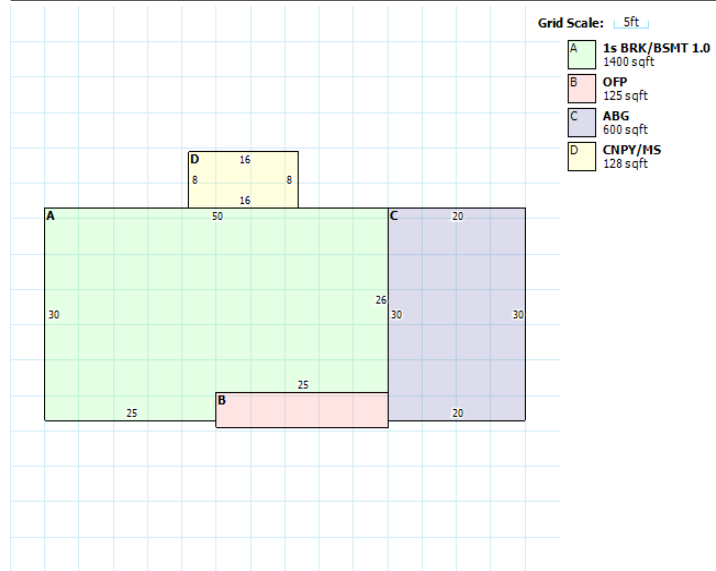 Grid Scale: 5ft
A 1s BRK/BSMT 1.0
1400 sqft
B OFP
125 sqft
C ABG
600 sqft
D CNPY/MS
128 sqft
D 16
8 8
16
A 50 C 20
26
30 30 30
25
B
25 20